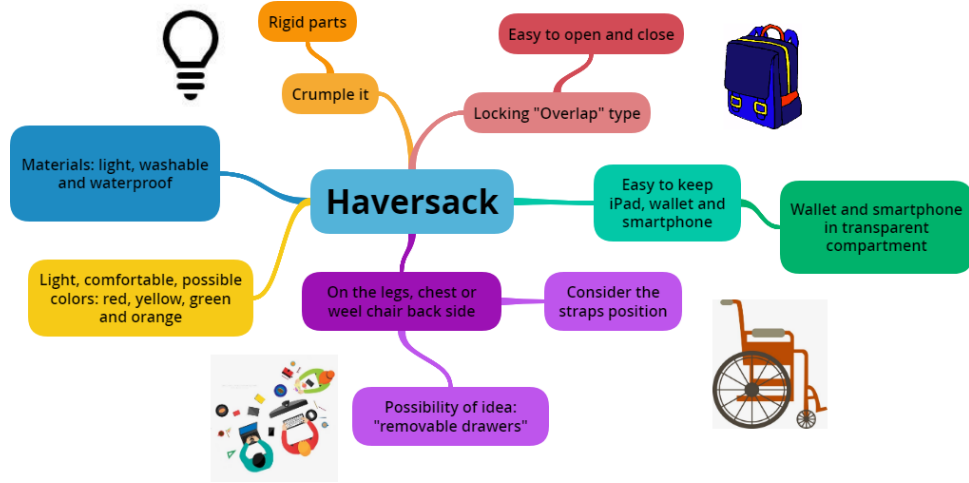 Rigid parts
Easy to open and close
Crumple it
Locking "Overlap" type
Materials: light, washable
and waterproof
Haversack
Easy to keep
iPad, wallet and
smartphone
Wallet and smartphone
in transparent
compartment
Light, comfortable, possible
colors: red, yellow, green
and orange
On the legs, chest or
weel chair back side
Consider the
straps position
Possibility of idea:
"removable drawers"